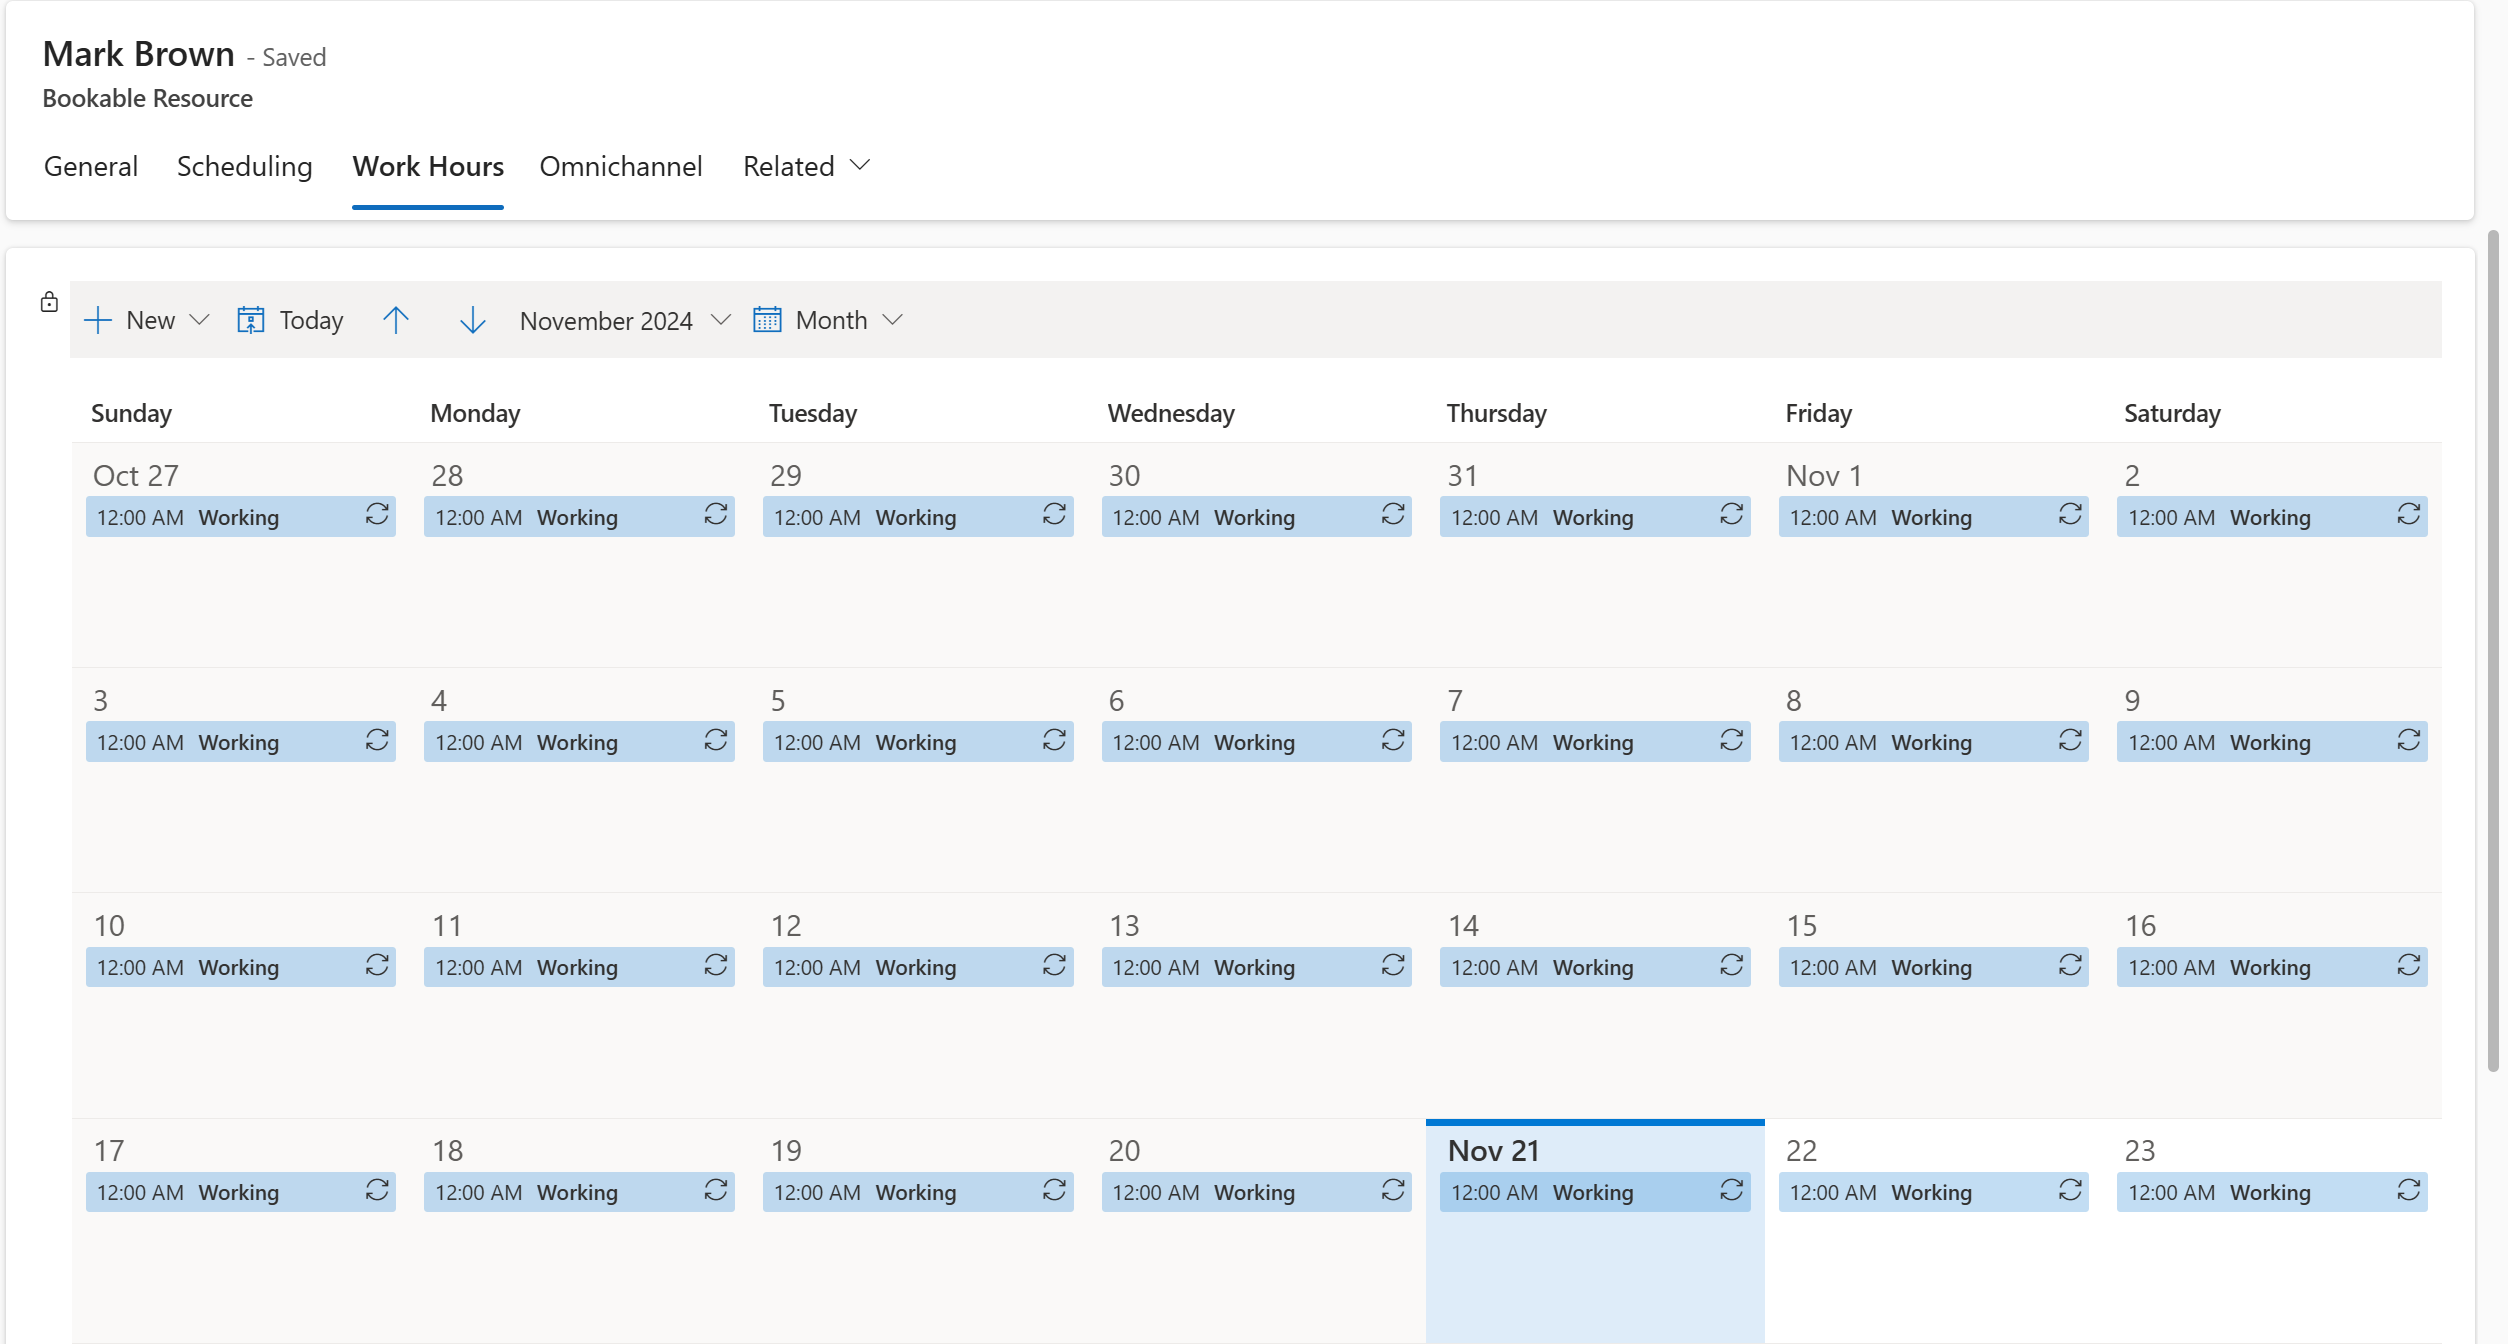 Mark Brown - Saved
Bookable Resource
General Scheduling Work Hours Omnichannel Related
New Today November 2024 Month
Sunday Monday Tuesday Wednesday Thursday Friday Saturday
Oct 27 28 29 30 31 Nov 1 2
12:00 AM Working 12:00 AM Working 12:00 AM Working 12:00 AM Working 12:00 AM Working 12:00 AM Working 12:00 AM Working
3 4 5 6 7 8 9
12:00 AM Working 12:00 AM Working 12:00 AM Working 12:00 AM Working 12:00 AM Working 12:00 AM Working 12:00 AM Working
10 11 12 13 14 15 16
12:00 AM Working 12:00 AM Working 12:00 AM Working 12:00 AM Working 12:00 AM Working 12:00 AM Working 12:00 AM Working
17 18 19 20 Nov 21 22 23
12:00 AM Working 12:00 AM Working 12:00 AM Working 12:00 AM Working 12:00 AM Working 12:00 AM Working 12:00 AM Working